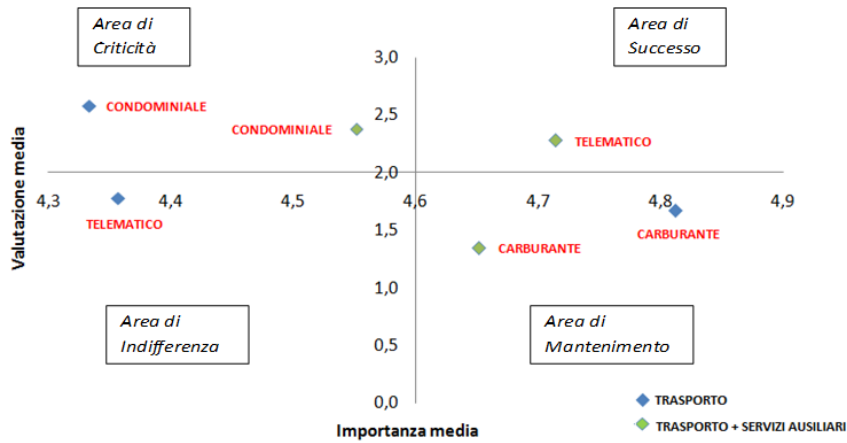 Area di
Criticità
Area di
Successo
3,0
CONDOMINIALE
2,5
CONDOMINIALE
TELEMATICO
Valutazione media
2,0
4,3
4,4
4,5
4,6
4,7
4,8
4,9
TELEMATICO
1,5
CARBURANTE
CARBURANTE
1,0
Area di
Indifferenza
Area di
Mantenimento
0,5
0,0
TRASPORTO
Importanza media
TRASPORTO + SERVIZI AUSILIARI